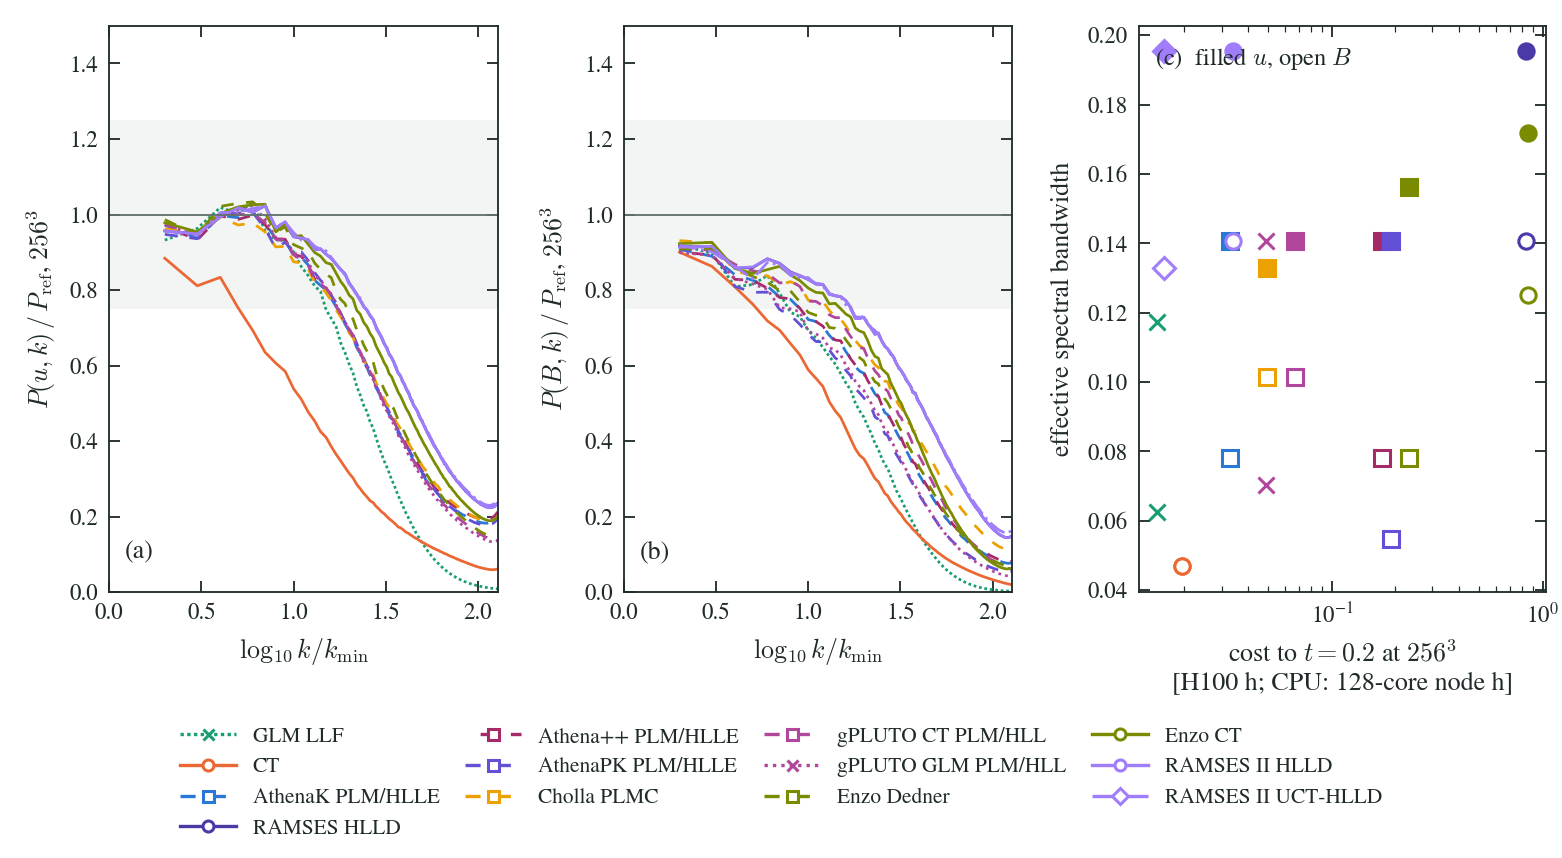 1.4
1.2
1.0
0.8
0.6
0.4
0.2
0.0
P(u, k) / P_ref, 256³
(a)
0.0 0.5 1.0 1.5 2.0
log₁₀ k/k_min
1.4
1.2
1.0
0.8
0.6
0.4
0.2
0.0
P(B, k) / P_ref, 256³
(b)
0.0 0.5 1.0 1.5 2.0
log₁₀ k/k_min
0.20
0.18
0.16
0.14
0.12
0.10
0.08
0.06
0.04
effective spectral bandwidth
(c) filled u, open B
10⁻¹ 10⁰
cost to t = 0.2 at 256³
[H100 h; CPU: 128-core node h]
GLM LLF
CT
AthenaK PLM/HLLE
RAMSES HLLD
Athena++ PLM/HLLE
AthenaPK PLM/HLLE
Cholla PLMC
gPLUTO CT PLM/HLL
gPLUTO GLM PLM/HLL
Enzo Dedner
Enzo CT
RAMSES II HLLD
RAMSES II UCT-HLLD